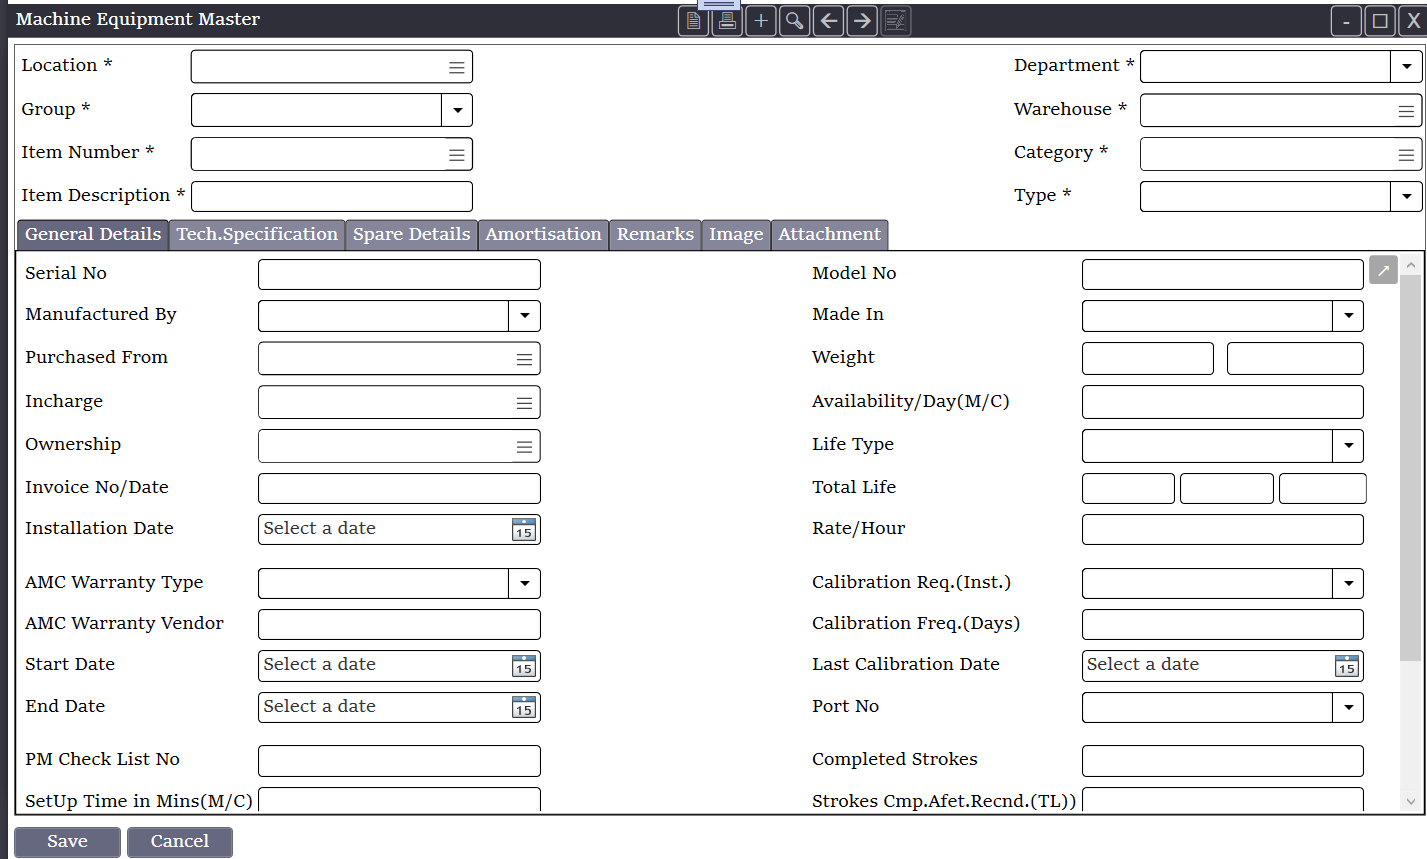 Machine Equipment Master
- X
Location * Department *
Group * Warehouse *
Item Number * Category *
Item Description * Type *
General Details Tech.Specification Spare Details Amortisation Remarks Image Attachment
Serial No Model No
Manufactured By Made In
Purchased From Weight
Incharge Availability/Day(M/C)
Ownership Life Type
Invoice No/Date Total Life
Installation Date Select a date 15 Rate/Hour
AMC Warranty Type Calibration Req.(Inst.)
AMC Warranty Vendor Calibration Freq.(Days)
Start Date Select a date 15 Last Calibration Date Select a date 15
End Date Select a date 15 Port No
PM Check List No Completed Strokes
SetUp Time in Mins(M/C) Strokes Cmp.Afet.Recnd.(TL))
Save Cancel